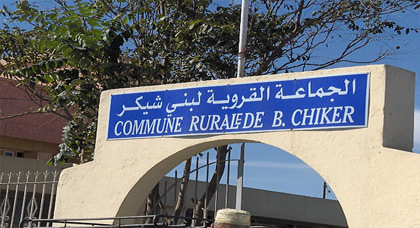 الجماعة القروية لبني شيكر
COMMUNE RURALE DE B. CHIKER